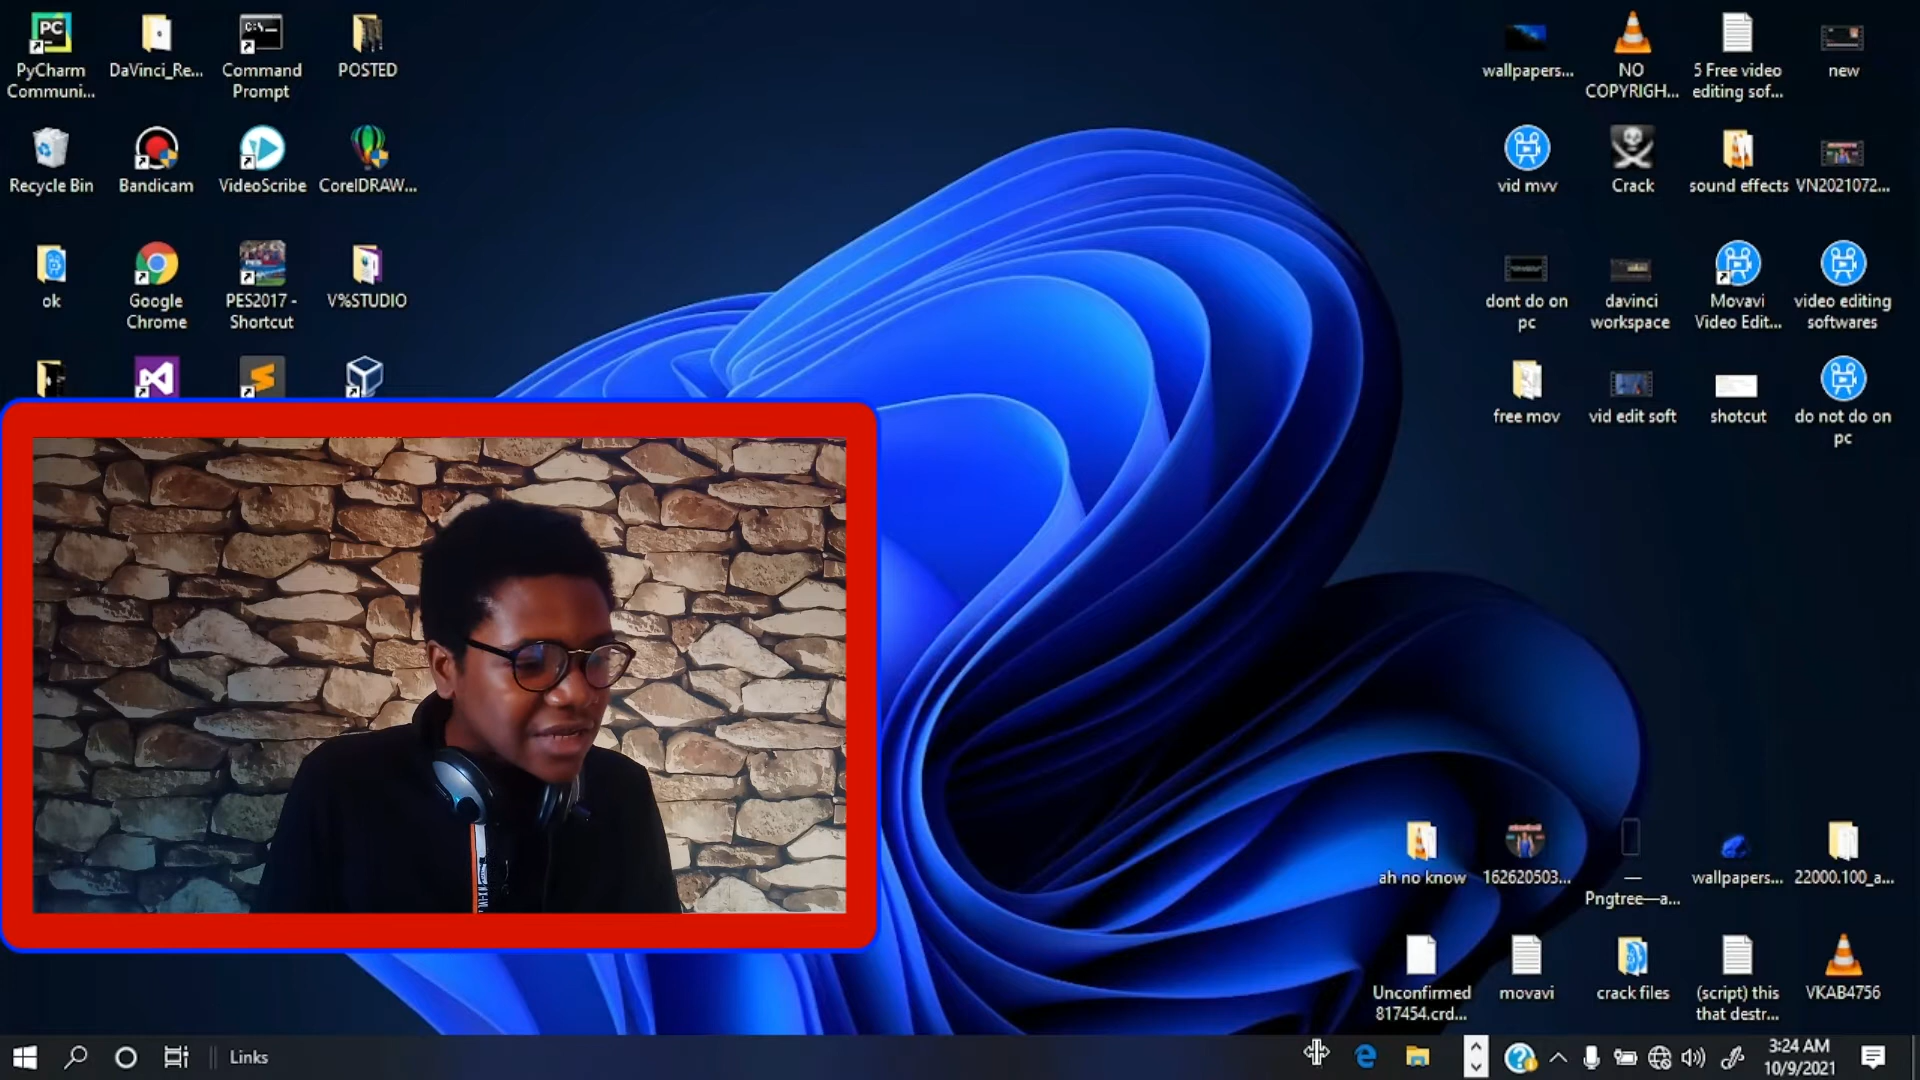 PyCharm
Communi...
DaVinci_Re...
Command
Prompt
POSTED
Recycle Bin
Bandicam
VideoScribe
CorelDRAW...
ok
Google
Chrome
PES2017 -
Shortcut
V%STUDIO
wallpapers...
NO
COPYRIGH...
5 Free video
editing sof...
new
vid mvv
Crack
sound effects
VN2021072...
dont do on
pc
davinci
workspace
Movavi
Video Edit...
video editing
softwares
free mov
vid edit soft
shotcut
do not do on
pc
ah no know
162620503...
—
Pngtree—a...
wallpapers...
22000.100_a...
Unconfirmed
817454.crd...
movavi
crack files
(script) this
that destr...
VKAB4756
Links
3:24 AM
10/9/2021